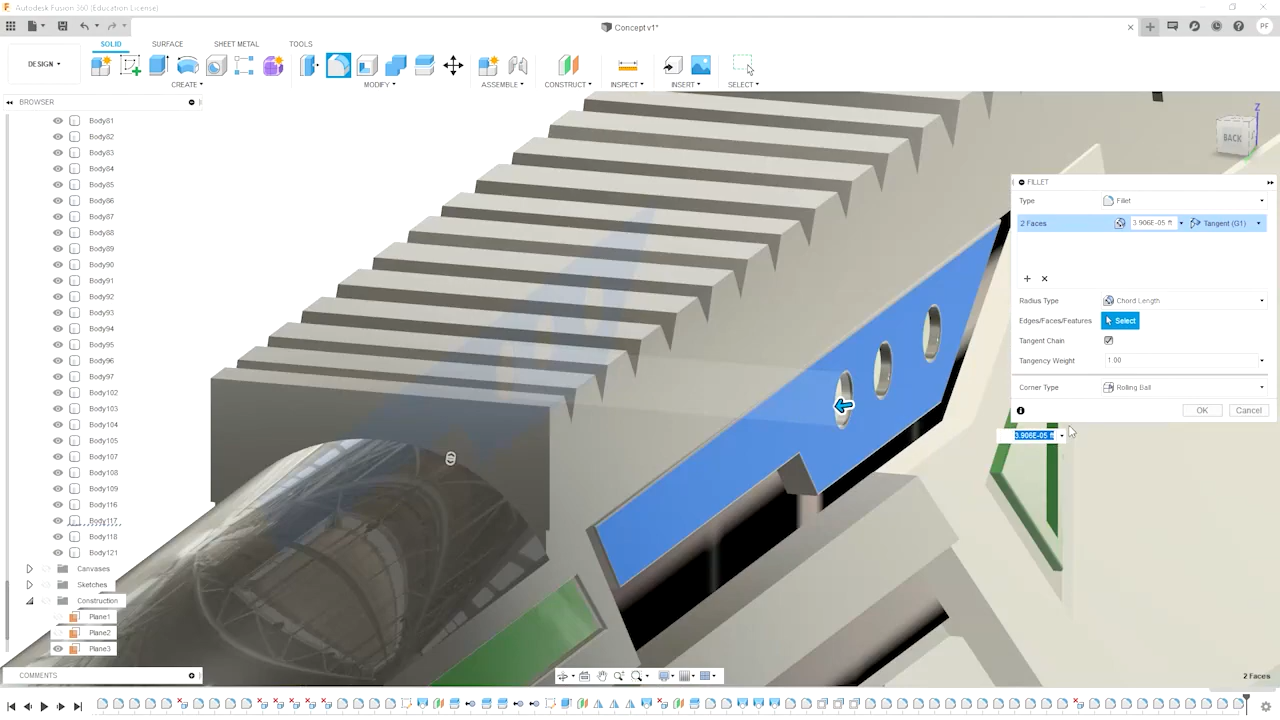 Autodesk Fusion 360 (Education License)
Concept v1*
PF
SOLID SURFACE SHEET METAL TOOLS
DESIGN
CREATE MODIFY ASSEMBLE CONSTRUCT INSPECT INSERT SELECT
BROWSER
Body81
Body82
Body83
Body84
Body85
Body86
Body87
Body88
Body89
Body90
Body91
Body92
Body93
Body94
Body95
Body96
Body97
Body102
Body103
Body104
Body105
Body107
Body108
Body109
Body116
Body117
Body118
Body121
Canvases
Sketches
Construction
Plane1
Plane2
Plane3
COMMENTS
Z
BACK
FILLET
Type Fillet
2 Faces 3.906E-05 ft Tangent (G1)
Radius Type Chord Length
Edges/Faces/Features Select
Tangent Chain
Tangency Weight 1.00
Corner Type Rolling Ball
OK Cancel
3.906E-05 ft
2 Faces